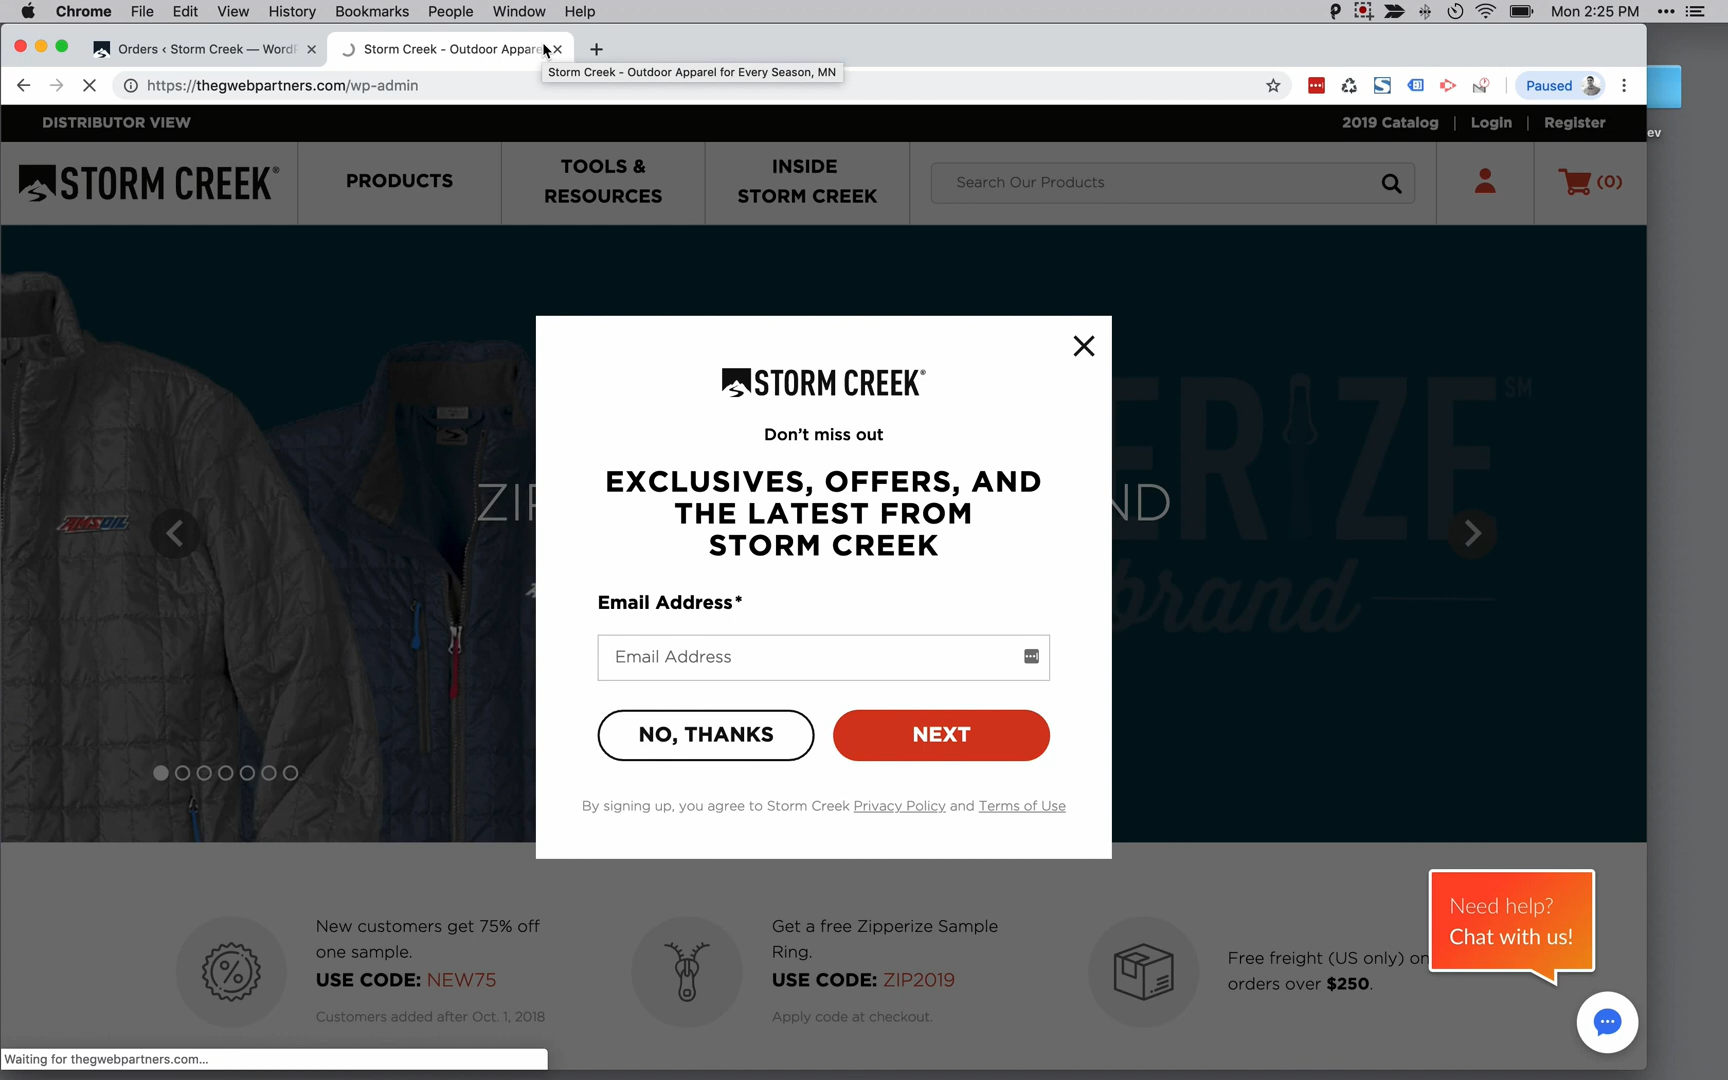 Chrome File Edit View History Bookmarks People Window Help Mon 2:25 PM
Orders ‹ Storm Creek — WordP
Storm Creek - Outdoor Appare
Storm Creek - Outdoor Apparel for Every Season, MN
https://thegwebpartners.com/wp-admin
Paused
ev
DISTRIBUTOR VIEW
2019 Catalog | Login | Register
STORM CREEK®
PRODUCTS
TOOLS &
RESOURCES
INSIDE
STORM CREEK
Search Our Products
(0)
AMSOIL
ZIP
ND
ERIZE SM
brand
STORM CREEK®
Don't miss out
EXCLUSIVES, OFFERS, AND
THE LATEST FROM
STORM CREEK
Email Address*
Email Address
NO, THANKS
NEXT
By signing up, you agree to Storm Creek Privacy Policy and Terms of Use
New customers get 75% off
one sample.
USE CODE: NEW75
Customers added after Oct. 1, 2018
Get a free Zipperize Sample
Ring.
USE CODE: ZIP2019
Apply code at checkout.
Free freight (US only) on
orders over $250.
Need help?
Chat with us!
Waiting for thegwebpartners.com...